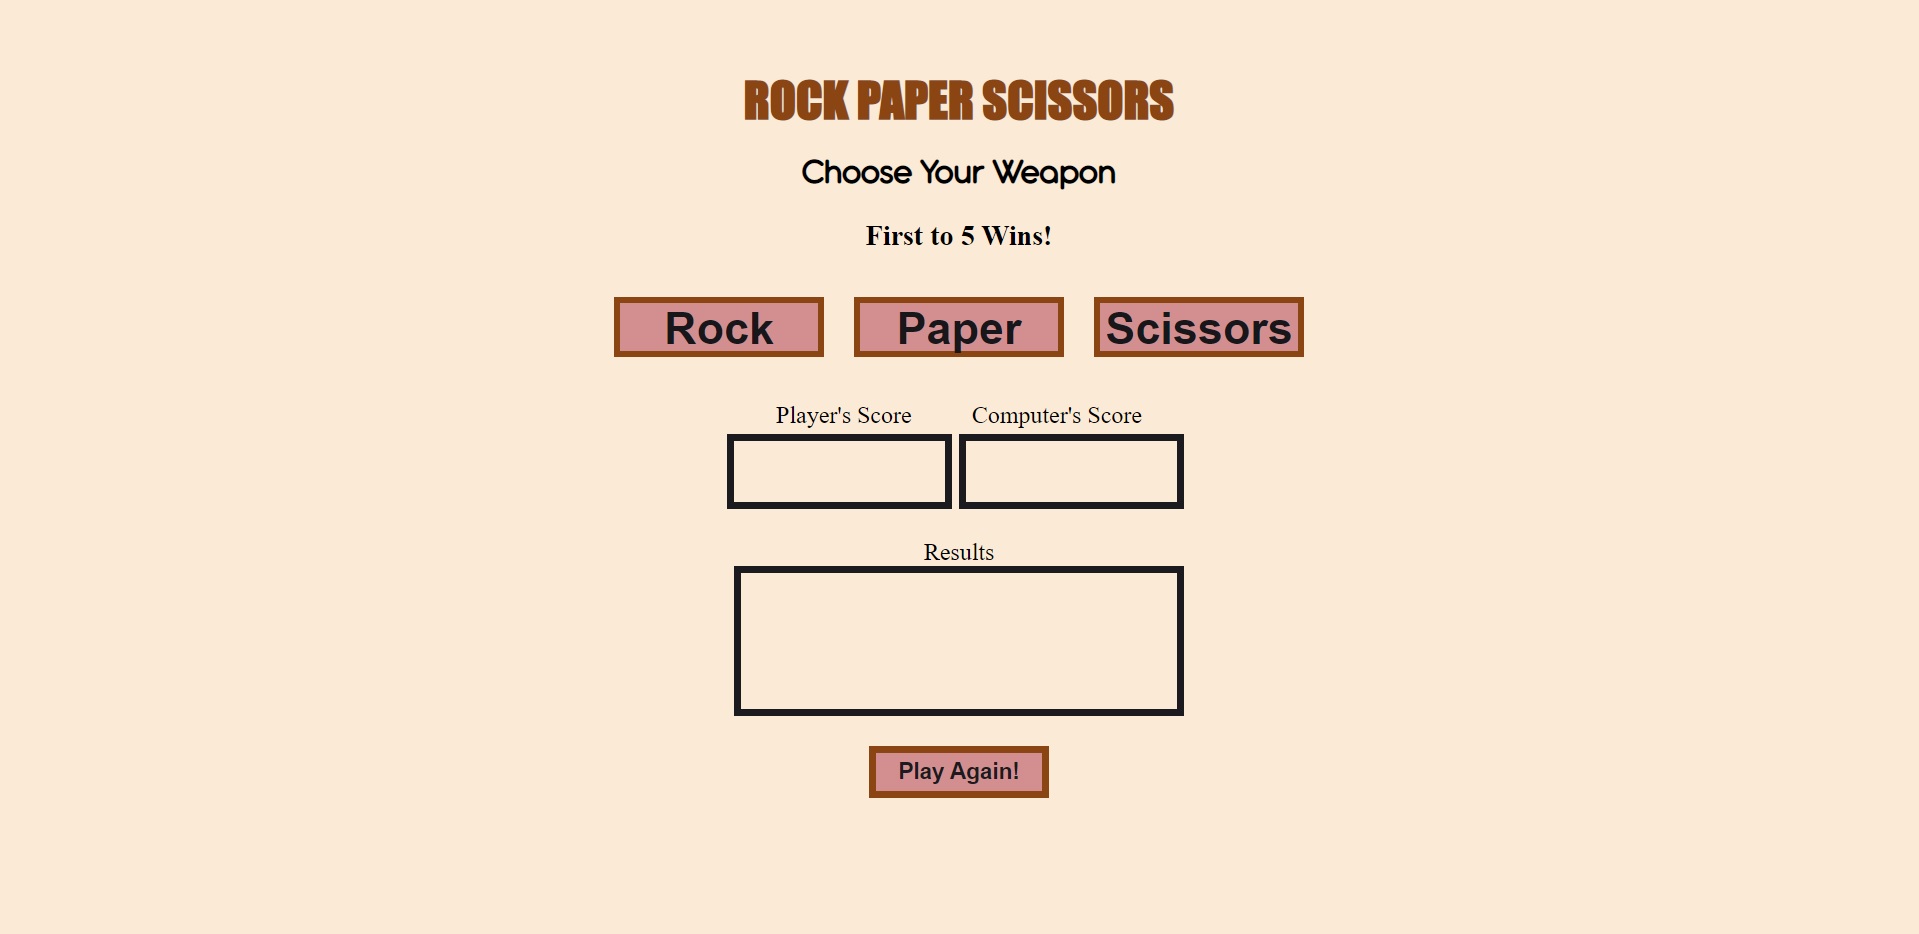 ROCK PAPER SCISSORS
Choose Your Weapon
First to 5 Wins!
Rock Paper Scissors
Player's Score Computer's Score
Results
Play Again!